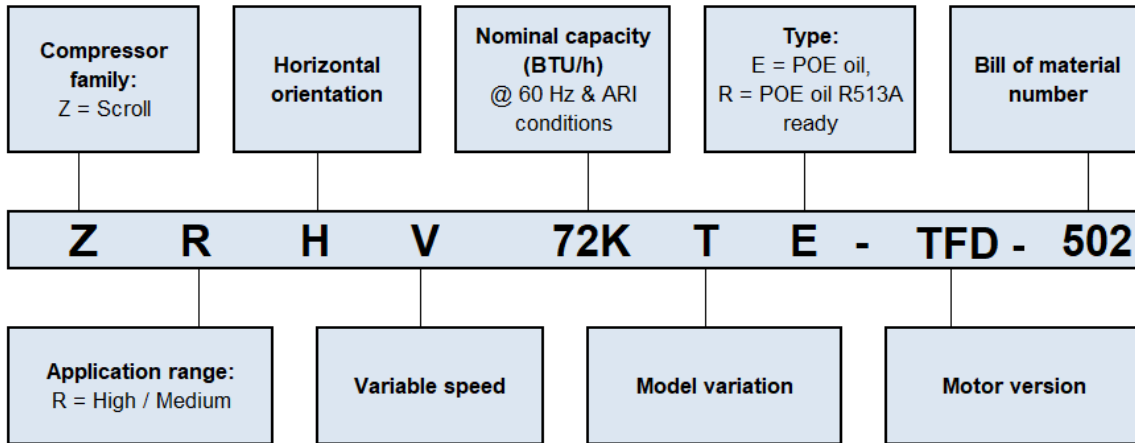 Compressor
family:
Z = Scroll
Horizontal
orientation
Nominal capacity
(BTU/h)
@ 60 Hz & ARI
conditions
Type:
E = POE oil,
R = POE oil R513A
ready
Bill of material
number
Z R H V 72K T E - TFD - 502
Application range:
R = High / Medium
Variable speed
Model variation
Motor version